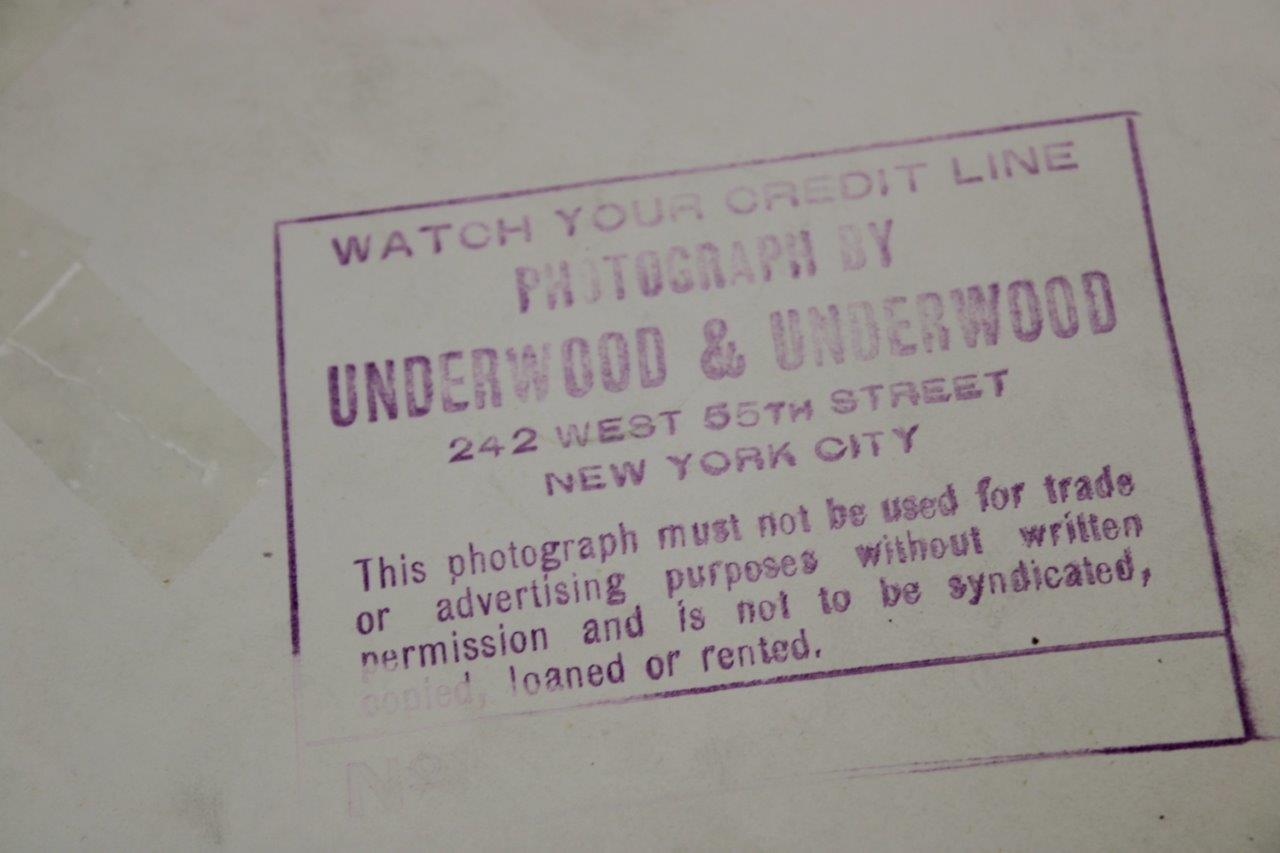 WATCH YOUR CREDIT LINE
PHOTOGRAPH BY
UNDERWOOD & UNDERWOOD
242 WEST 55TH STREET
NEW YORK CITY
This photograph must not be used for trade
or advertising purposes without written
permission and is not to be syndicated,
copied, loaned or rented.
Nº